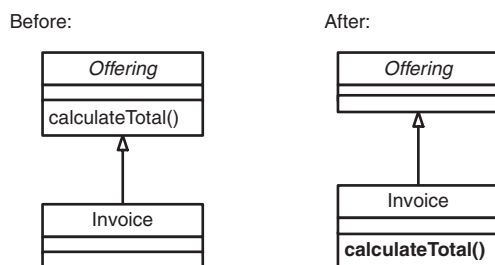 Before:
After:
Offering
calculateTotal()
Invoice
Offering
Invoice
calculateTotal()